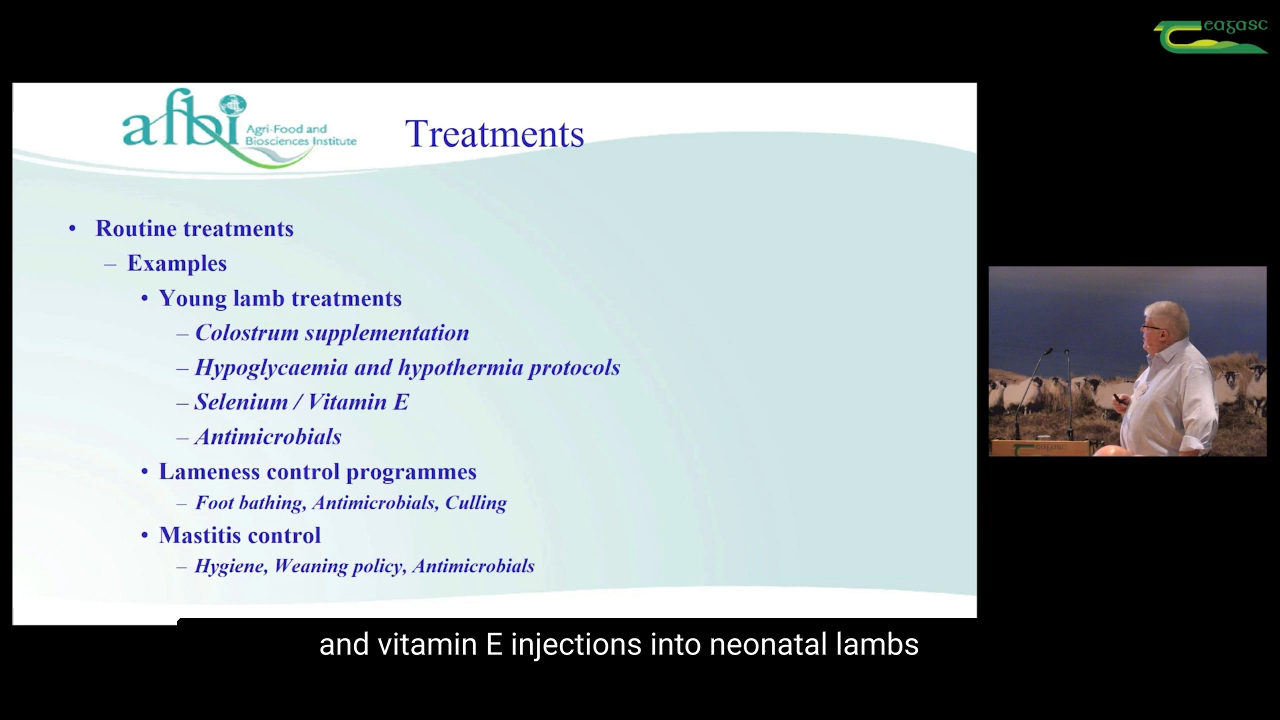 eagasc
afbi
Agri-Food and
Biosciences Institute
Treatments
• Routine treatments
– Examples
• Young lamb treatments
– Colostrum supplementation
– Hypoglycaemia and hypothermia protocols
– Selenium / Vitamin E
– Antimicrobials
• Lameness control programmes
– Foot bathing, Antimicrobials, Culling
• Mastitis control
– Hygiene, Weaning policy, Antimicrobials
and vitamin E injections into neonatal lambs